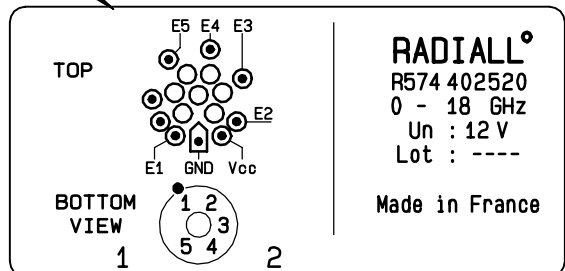 E5 E4 E3
TOP
E2
E1 GND Vcc
BOTTOM
VIEW
1 2
3
5 4
1 2
RADIALL°
R574 402520
0 - 18 GHz
Un : 12 V
Lot : ----
Made in France